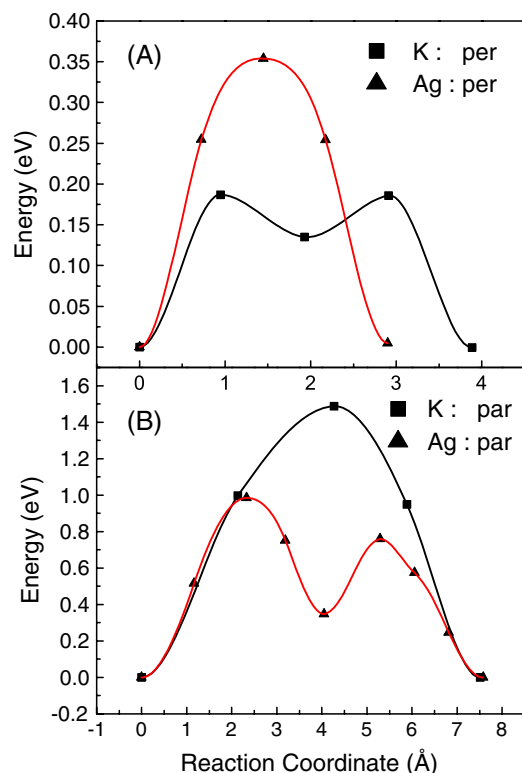 0.40
(A)
K : per
0.35
Ag : per
0.30
0.25
0.20
0.15
0.10
0.05
0.00
Energy (eV)
0 1 2 3 4
1.6
(B)
K : par
1.4
Ag : par
1.2
1.0
0.8
0.6
0.4
0.2
0.0
-0.2
Energy (eV)
-1 0 1 2 3 4 5 6 7 8
Reaction Coordinate (Å)